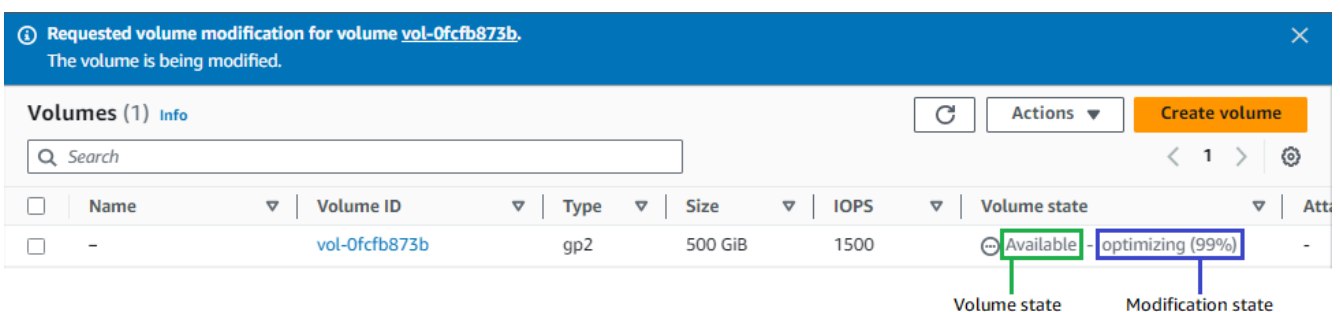 Requested volume modification for volume vol-0fcfb873b.
The volume is being modified.
Volumes (1) Info
Actions
Create volume
Search
1
Name Volume ID Type Size IOPS Volume state Atta
– vol-0fcfb873b gp2 500 GiB 1500 Available - optimizing (99%) -
Volume state Modification state